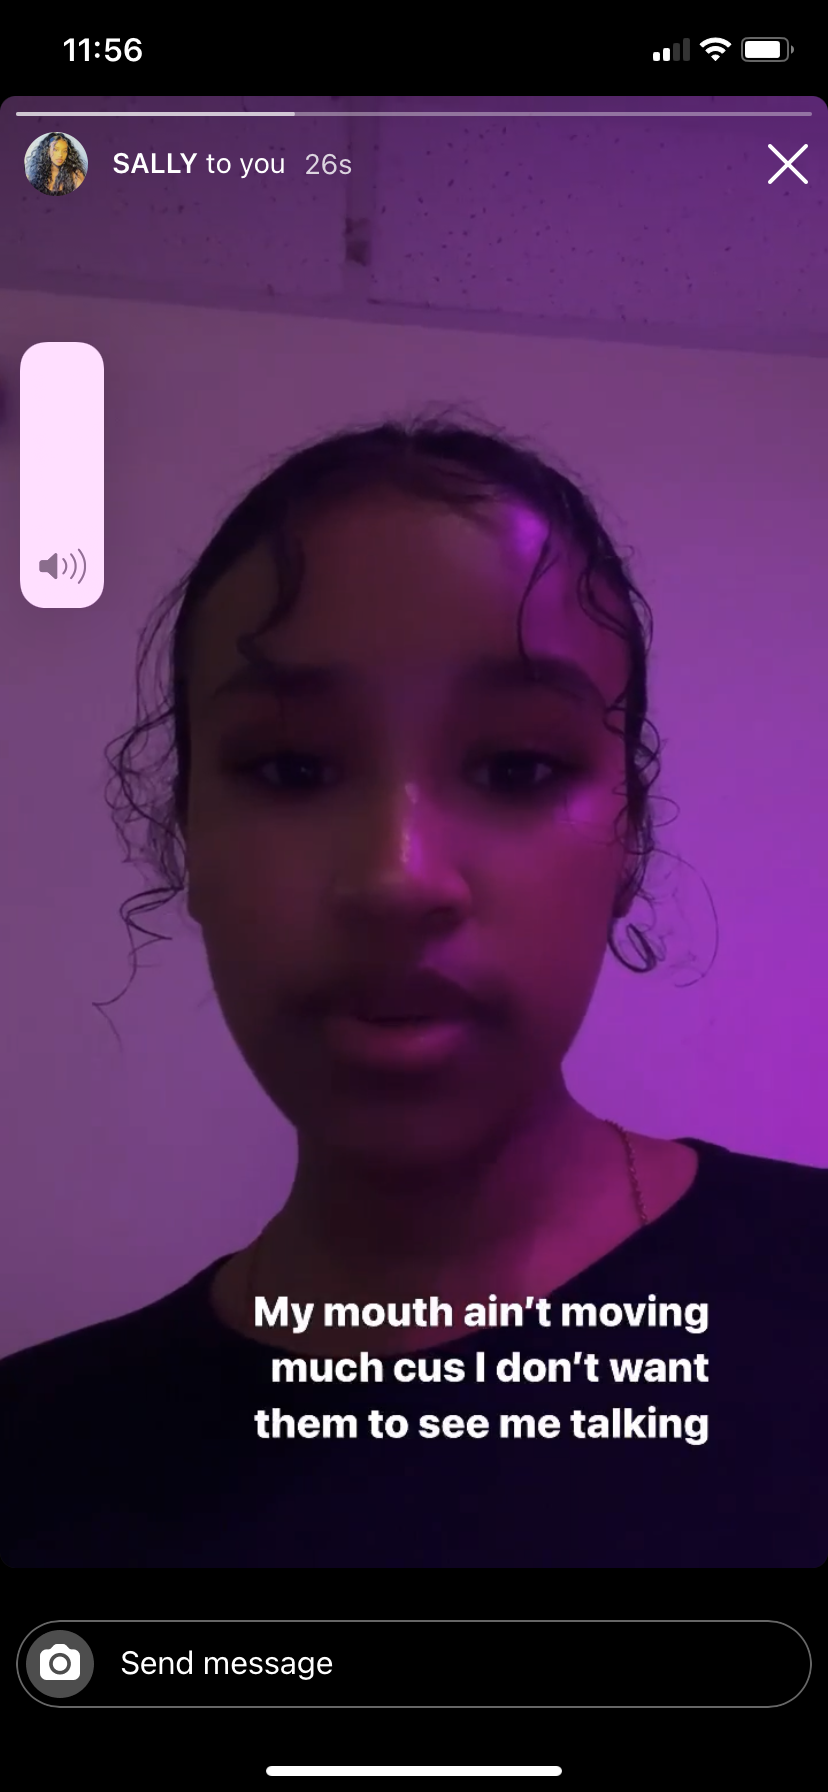 11:56
SALLY to you 26s
My mouth ain't moving
much cus I don't want
them to see me talking
Send message